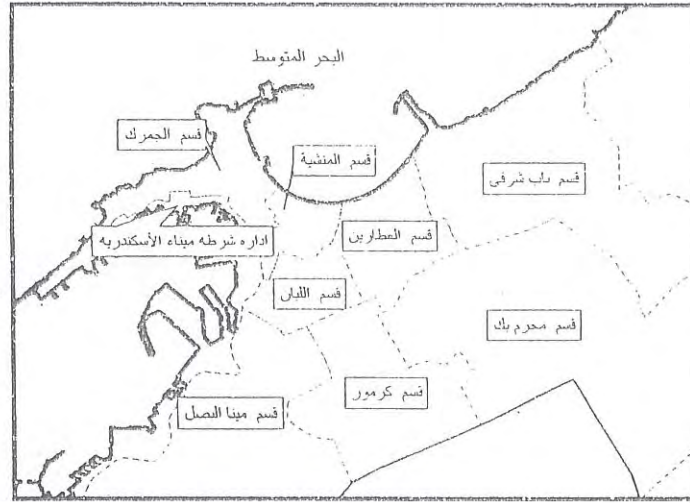 البحر المتوسط
قسم الجمرك
قسم المنشية
قسم باب شرقى
قسم العطارين
اداره شرطه ميناء الأسكندريه
قسم اللبان
قسم محرم بك
قسم كرموز
قسم مينا البصل